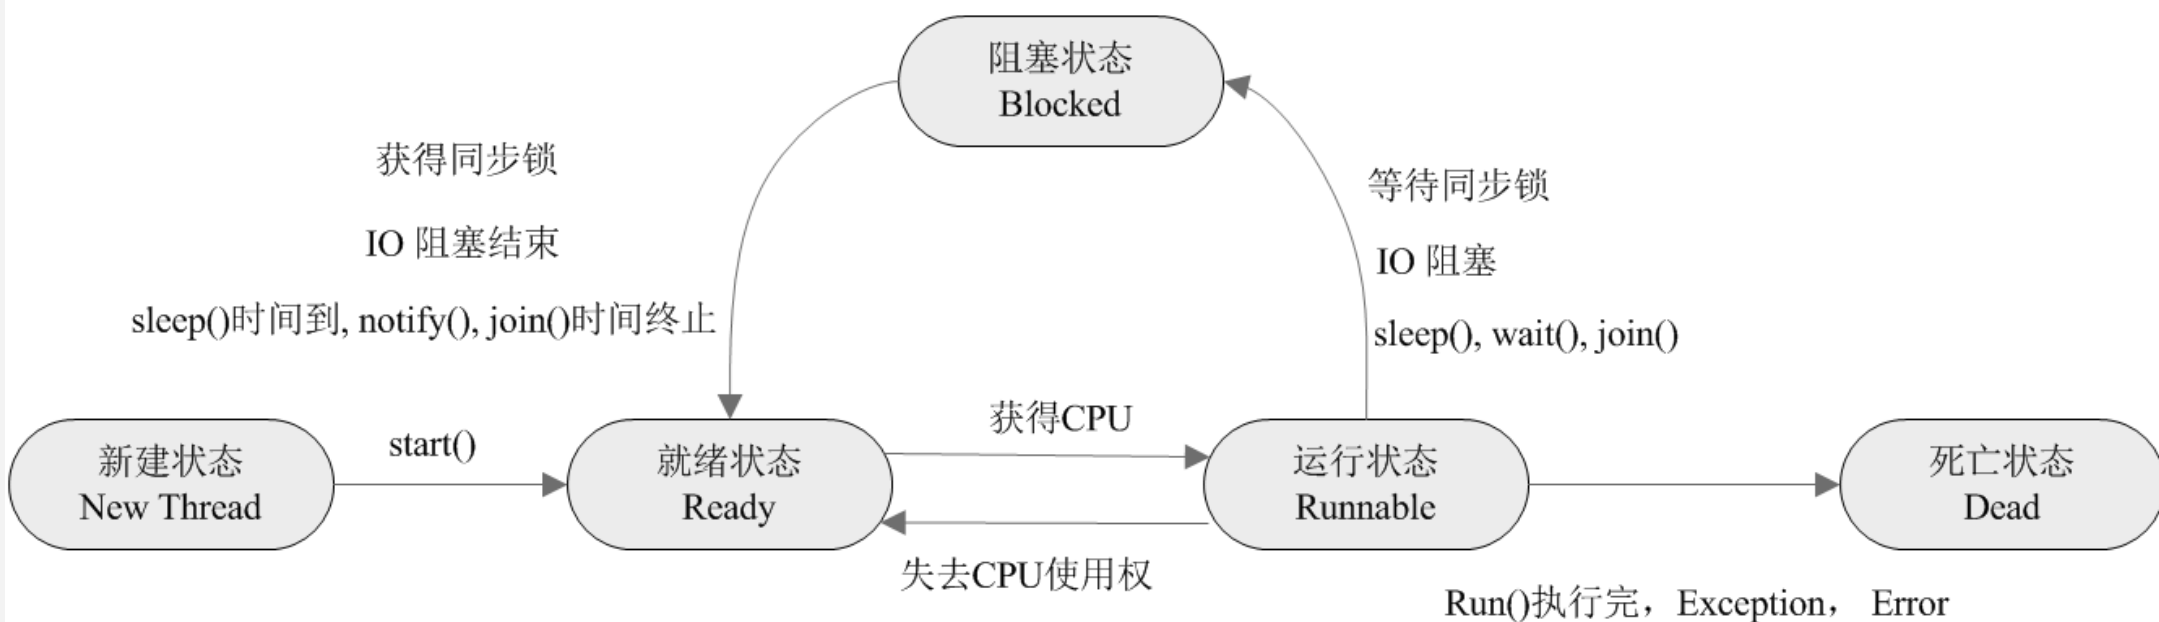 阻塞状态
Blocked
获得同步锁
等待同步锁
IO 阻塞结束
IO 阻塞
sleep()时间到, notify(), join()时间终止
sleep(), wait(), join()
新建状态
New Thread
start()
就绪状态
Ready
获得CPU
失去CPU使用权
运行状态
Runnable
死亡状态
Dead
Run()执行完，Exception， Error